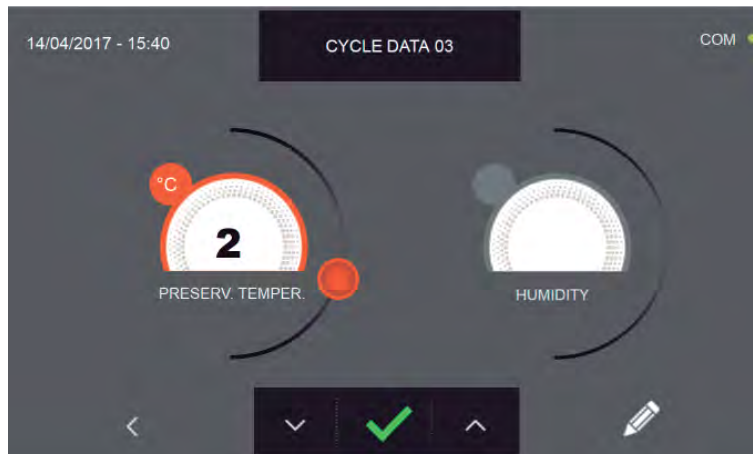 14/04/2017 - 15:40
CYCLE DATA 03
COM
°C
2
PRESERV. TEMPER.
HUMIDITY